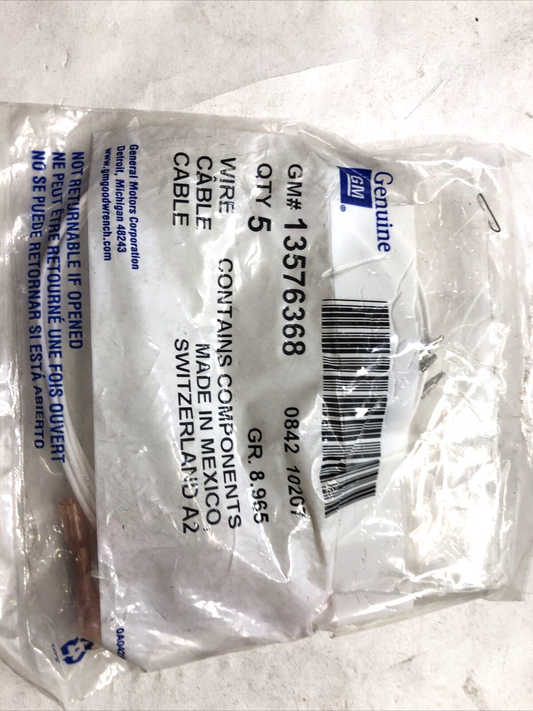 Genuine
GM
GM# 13576368 0842 10207
QTY 5 GR. 8.965
WIRE CONTAINS COMPONENTS
CÂBLE MADE IN MEXICO
CABLE SWITZERLAND A2
General Motors Corporation
Detroit, Michigan 48243
www.gmgoodwrench.com
NOT RETURNABLE IF OPENED
NE PEUT ÊTRE RETOURNÉ UNE FOIS OUVERT
NO SE PUEDE RETORNAR SI ESTÁ ABIERTO